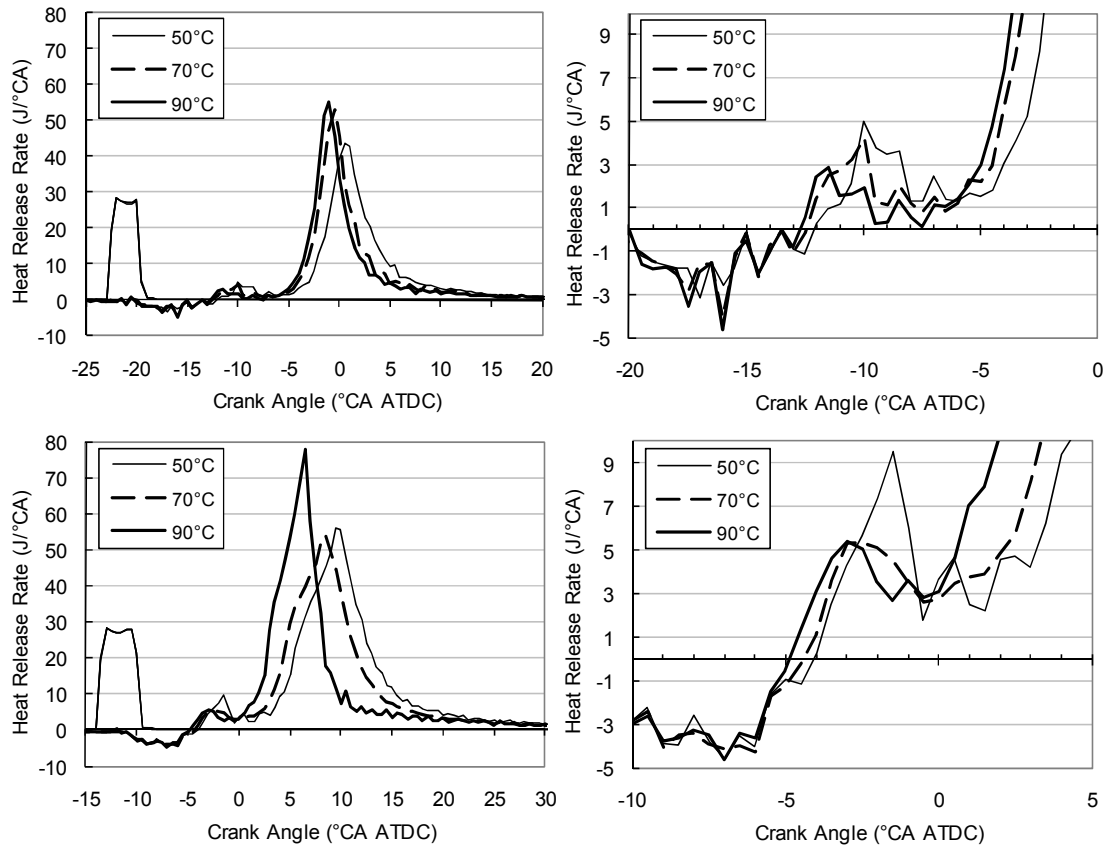 Heat Release Rate (J/°CA)
80
70
60
50
40
30
20
10
0
-10
50°C
70°C
90°C
-25 -20 -15 -10 -5 0 5 10 15 20
Crank Angle (°CA ATDC)
Heat Release Rate (J/°CA)
9
7
5
3
1
-1
-3
-5
50°C
70°C
90°C
-20 -15 -10 -5 0
Crank Angle (°CA ATDC)
Heat Release Rate (J/°CA)
80
70
60
50
40
30
20
10
0
-10
50°C
70°C
90°C
-15 -10 -5 0 5 10 15 20 25 30
Crank Angle (°CA ATDC)
Heat Release Rate (J/°CA)
9
7
5
3
1
-1
-3
-5
50°C
70°C
90°C
-10 -5 0 5
Crank Angle (°CA ATDC)